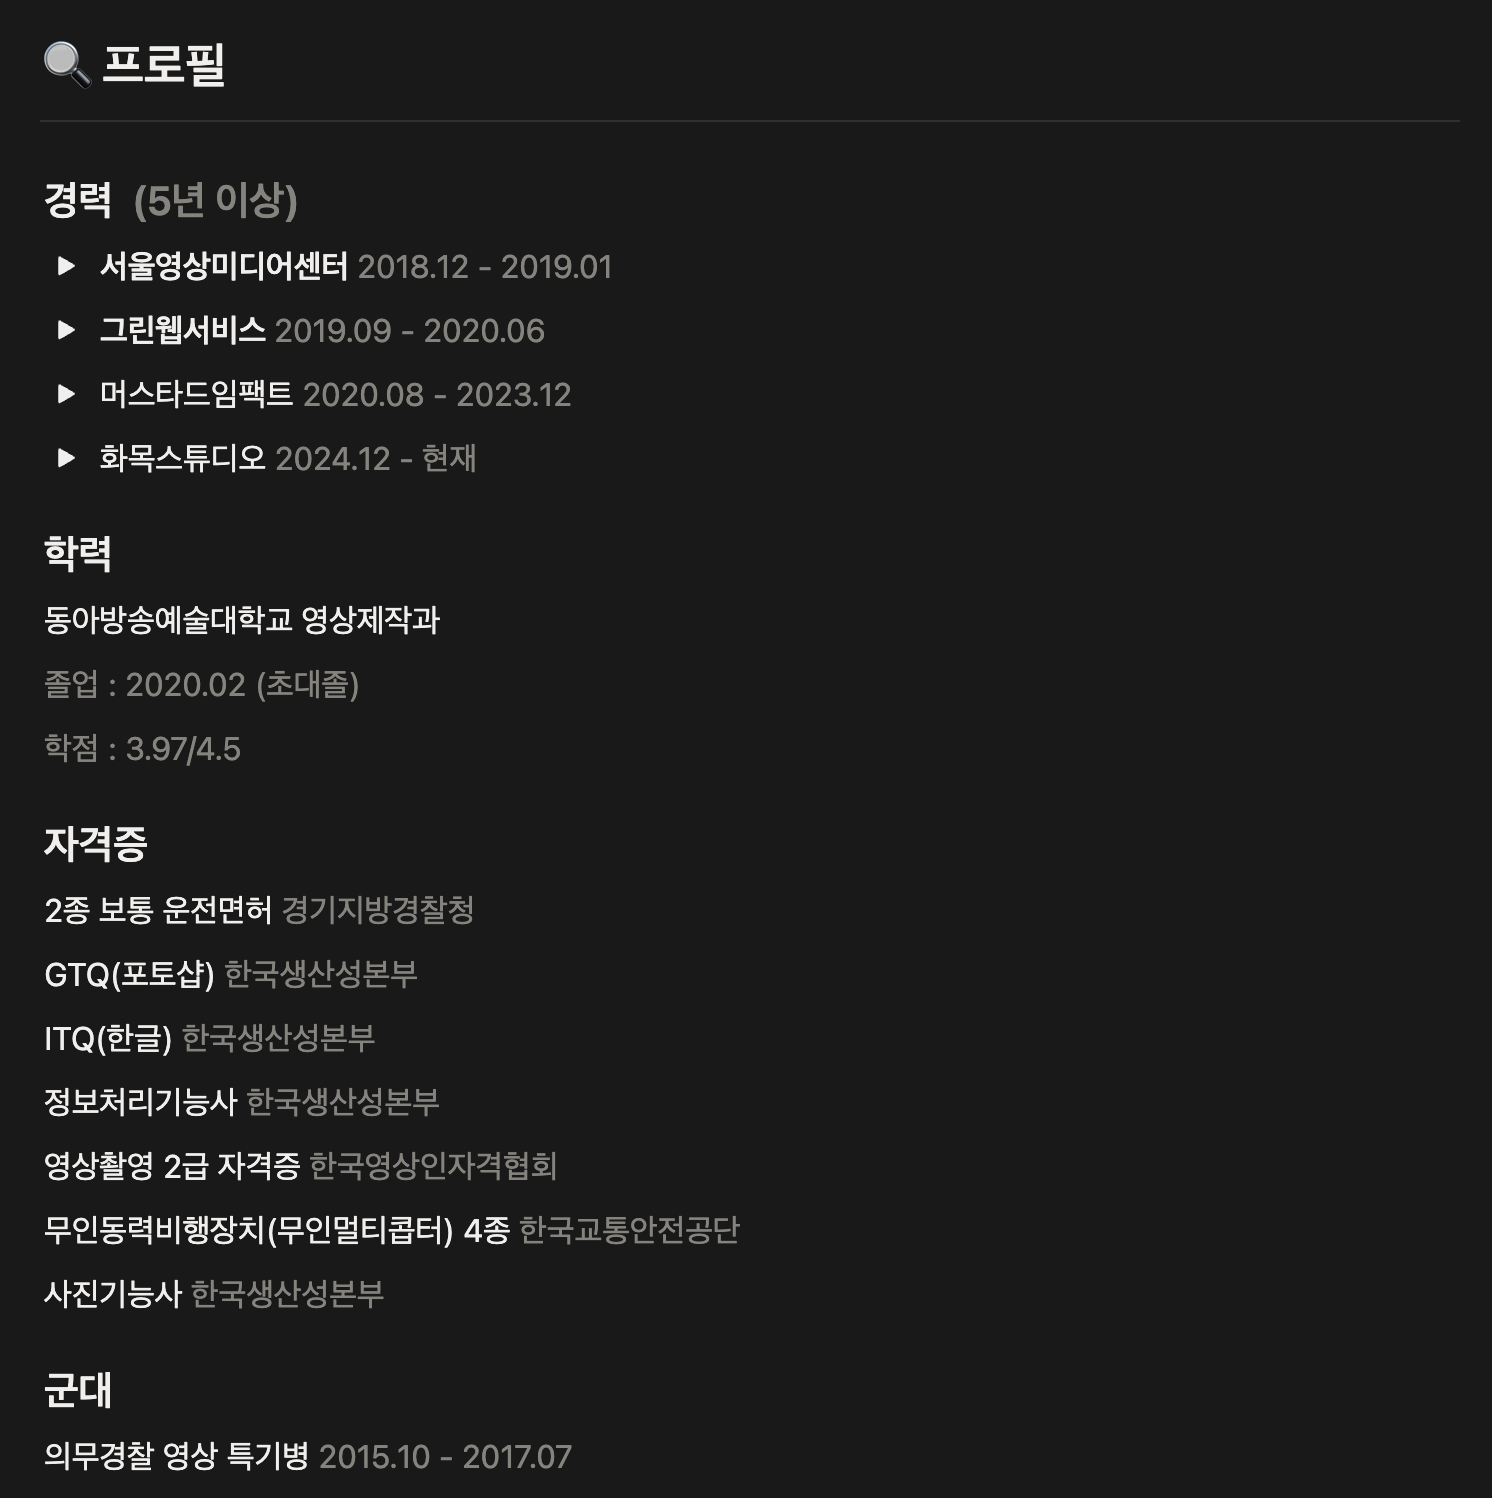 프로필
경력 (5년 이상)
서울영상미디어센터 2018.12 - 2019.01
그린웹서비스 2019.09 - 2020.06
머스타드임팩트 2020.08 - 2023.12
화목스튜디오 2024.12 - 현재
학력
동아방송예술대학교 영상제작과
졸업 : 2020.02 (초대졸)
학점 : 3.97/4.5
자격증
2종 보통 운전면허 경기지방경찰청
GTQ(포토샵) 한국생산성본부
ITQ(한글) 한국생산성본부
정보처리기능사 한국생산성본부
영상촬영 2급 자격증 한국영상인자격협회
무인동력비행장치(무인멀티콥터) 4종 한국교통안전공단
사진기능사 한국생산성본부
군대
의무경찰 영상 특기병 2015.10 - 2017.07